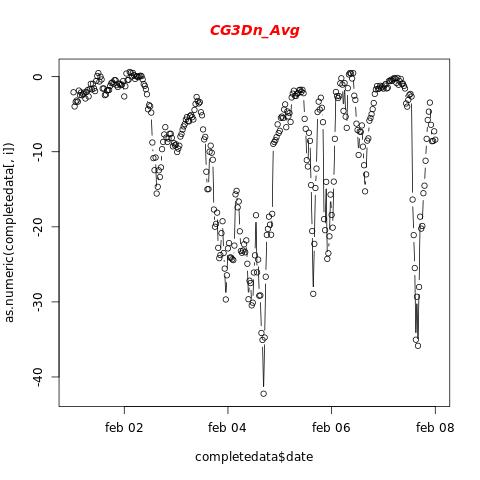 CG3Dn_Avg
as.numeric(completedata[, i])
0
-10
-20
-30
-40
feb 02
feb 04
feb 06
feb 08
completedata$date